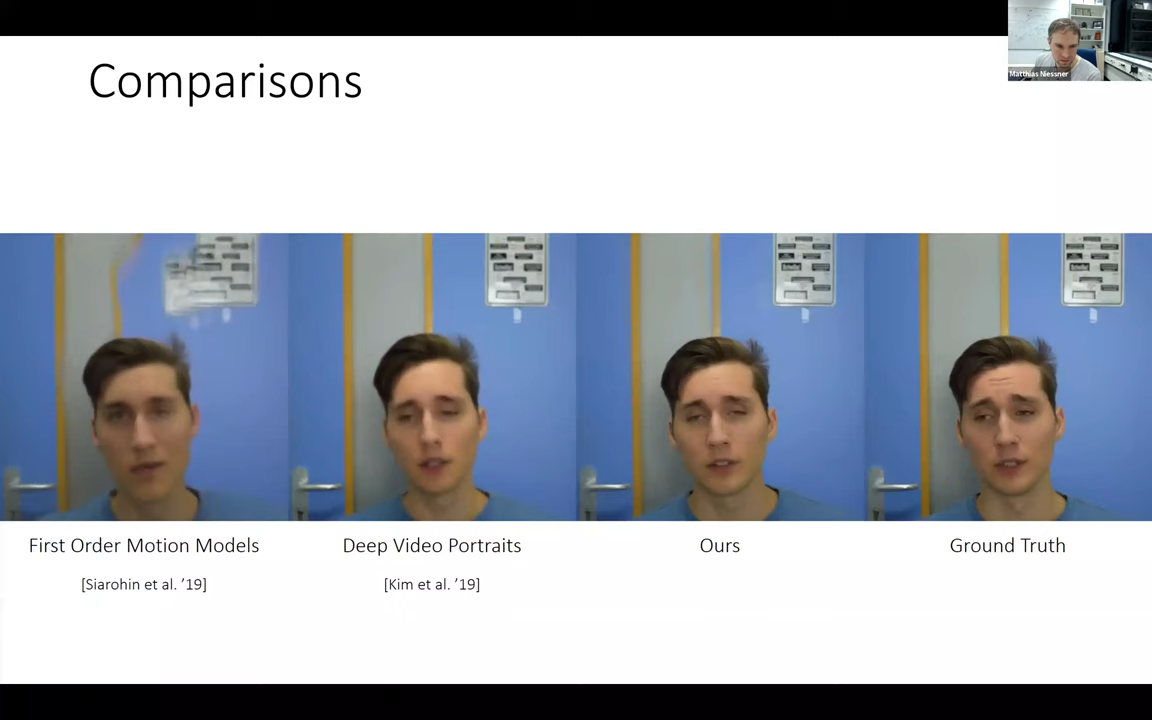 Comparisons
Matthias Niessner
First Order Motion Models
[Siarohin et al. ’19]
Deep Video Portraits
[Kim et al. ’19]
Ours
Ground Truth